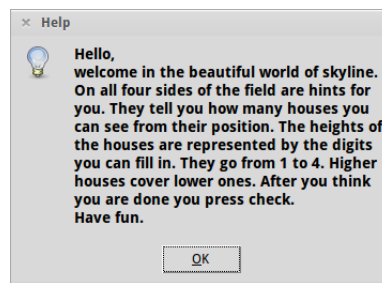 Help
Hello,
welcome in the beautiful world of skyline.
On all four sides of the field are hints for
you. They tell you how many houses you
can see from their position. The heights of
the houses are represented by the digits
you can fill in. They go from 1 to 4. Higher
houses cover lower ones. After you think
you are done you press check.
Have fun.
OK